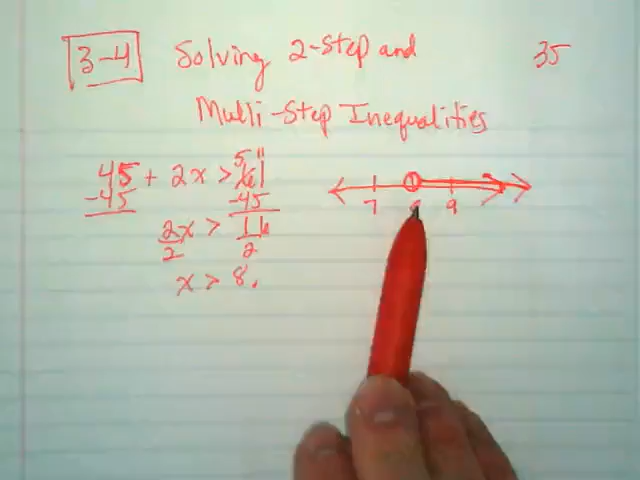 3-4 Solving 2-Step and 35
Multi-Step Inequalities
45 + 2x > 61
-45 -45
2x > 16
2 2
x > 8.
7 8 9